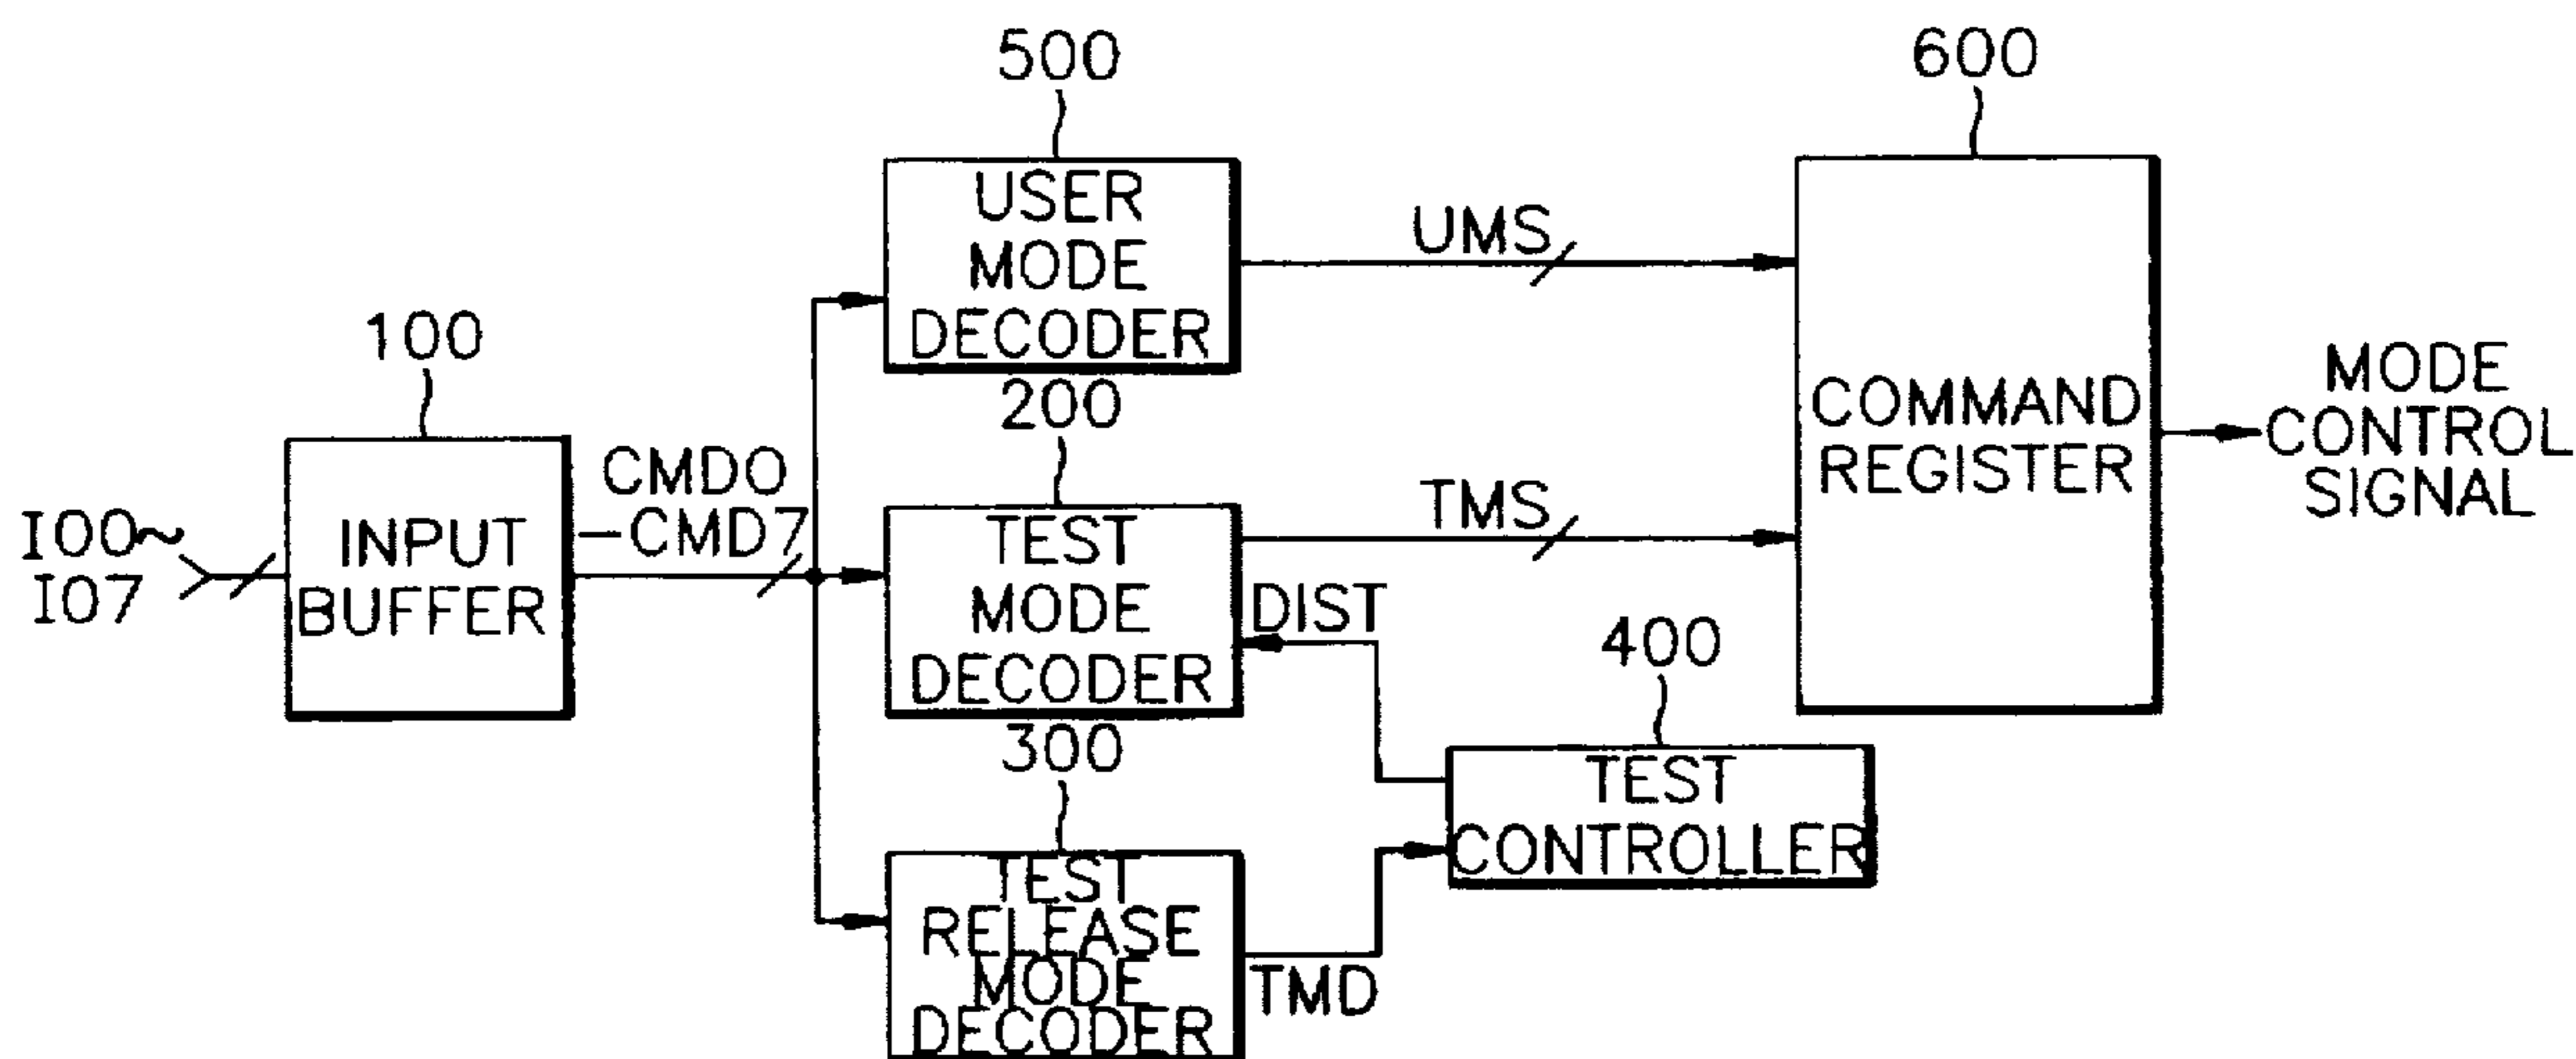 500
600
USER
MODE
DECODER
UMS
100
200
COMMAND
REGISTER
MODE
CONTROL
SIGNAL
CMD0
-CMD7
I00~
I07
INPUT
BUFFER
TEST
MODE
DECODER
TMS
DIST
400
300
TEST
CONTROLLER
TEST
RELEASE
MODE
DECODER
TMD